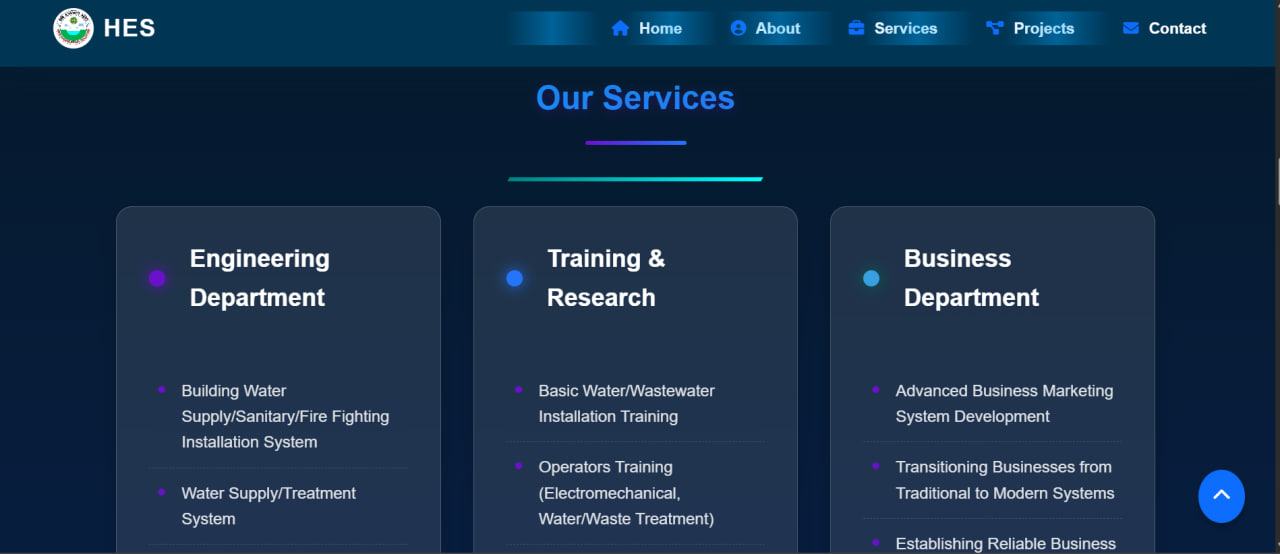 HES
Home
About
Services
Projects
Contact
Our Services
Engineering
Department
Building Water
Supply/Sanitary/Fire Fighting
Installation System
Water Supply/Treatment
System
Training &
Research
Basic Water/Wastewater
Installation Training
Operators Training
(Electromechanical,
Water/Waste Treatment)
Business
Department
Advanced Business Marketing
System Development
Transitioning Businesses from
Traditional to Modern Systems
Establishing Reliable Business